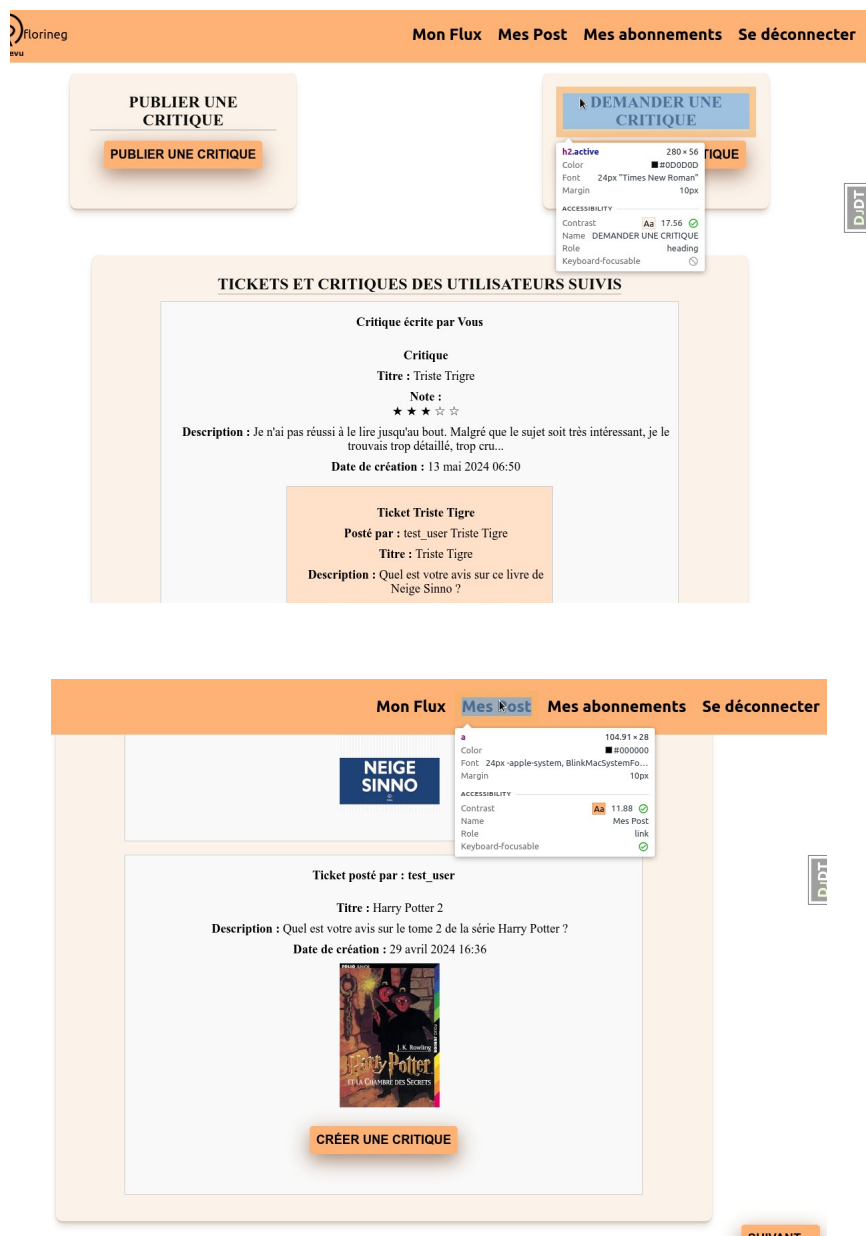 florineg
evu
Mon Flux Mes Post Mes abonnements Se déconnecter
PUBLIER UNE
CRITIQUE
PUBLIER UNE CRITIQUE
DEMANDER UNE
CRITIQUE
TIQUE
h2.active 280 × 56
Color #0D0D0D
Font 24px "Times New Roman"
Margin 10px
ACCESSIBILITY
Contrast Aa 17.56
Name DEMANDER UNE CRITIQUE
Role heading
Keyboard-focusable
DJDT
TICKETS ET CRITIQUES DES UTILISATEURS SUIVIS
Critique écrite par Vous
Critique
Titre : Triste Trigre
Note :
★ ★ ★ ☆ ☆
Description : Je n'ai pas réussi à le lire jusqu'au bout. Malgré que le sujet soit très intéressant, je le
trouvais trop détaillé, trop cru...
Date de création : 13 mai 2024 06:50
Ticket Triste Tigre
Posté par : test_user Triste Tigre
Titre : Triste Tigre
Description : Quel est votre avis sur ce livre de
Neige Sinno ?
Mon Flux Mes Post Mes abonnements Se déconnecter
a 104.91 × 28
Color #000000
Font 24px -apple-system, BlinkMacSystemFo...
Margin 10px
ACCESSIBILITY
Contrast Aa 11.88
Name Mes Post
Role link
Keyboard-focusable
NEIGE
SINNO
DJDT
Ticket posté par : test_user
Titre : Harry Potter 2
Description : Quel est votre avis sur le tome 2 de la série Harry Potter ?
Date de création : 29 avril 2024 16:36
FOLIO JUNIOR
J. K. Rowling
Harry Potter
ET LA CHAMBRE DES SECRETS
CRÉER UNE CRITIQUE
SUIVANT